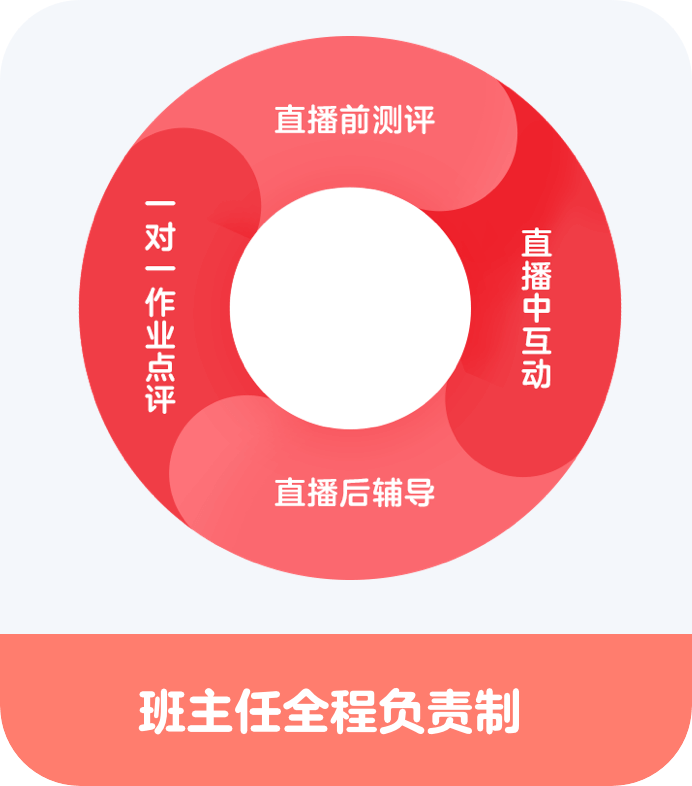 直播前测评
直播中互动
直播后辅导
一对一作业点评
班主任全程负责制